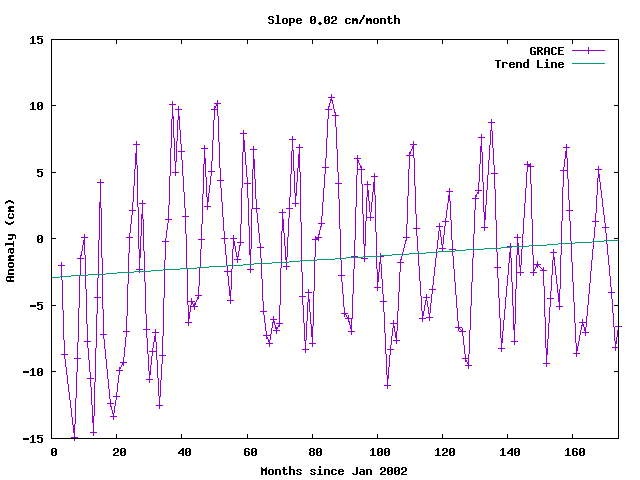 Slope 0.02 cm/month
GRACE
Trend Line
15
10
5
0
-5
-10
-15
Anomaly (cm)
0 20 40 60 80 100 120 140 160
Months since Jan 2002